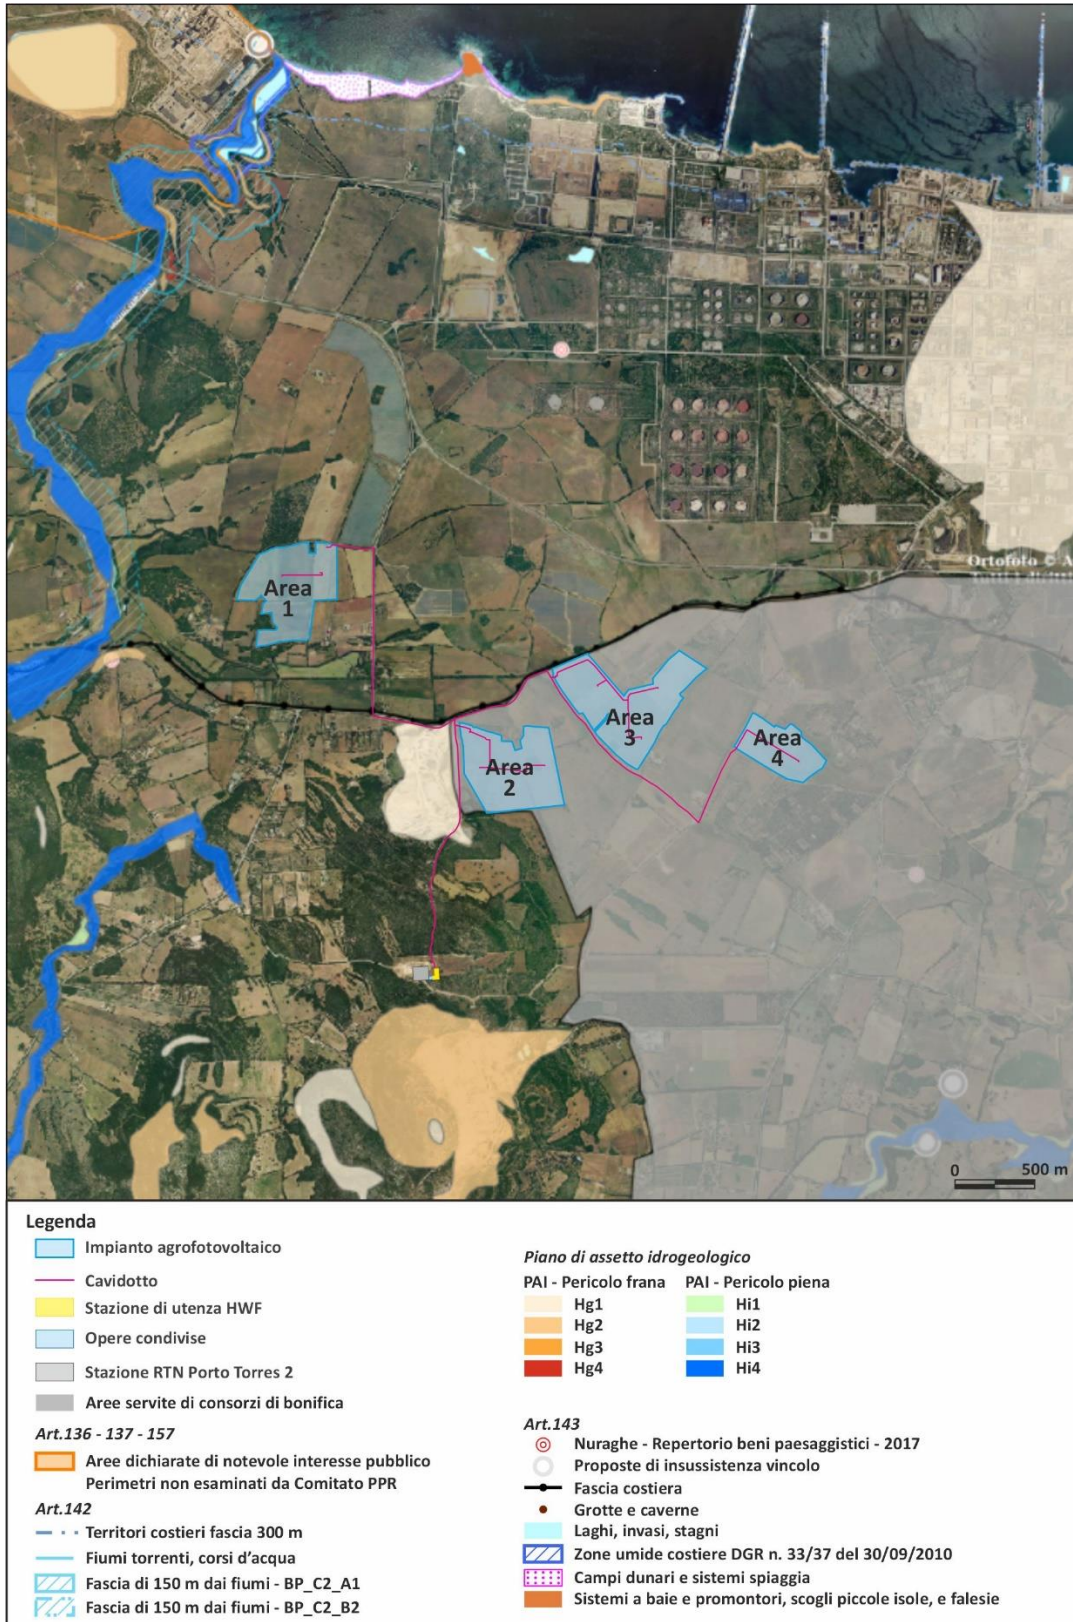 Ortofoto © A
Area
1
Area
2
Area
3
Area
4
0 500 m
Legenda
Impianto agrofotovoltaico
Cavidotto
Stazione di utenza HWF
Opere condivise
Stazione RTN Porto Torres 2
Aree servite di consorzi di bonifica
Art.136 - 137 - 157
Aree dichiarate di notevole interesse pubblico
Perimetri non esaminati da Comitato PPR
Art.142
Territori costieri fascia 300 m
Fiumi torrenti, corsi d'acqua
Fascia di 150 m dai fiumi - BP_C2_A1
Fascia di 150 m dai fiumi - BP_C2_B2
Piano di assetto idrogeologico
PAI - Pericolo frana PAI - Pericolo piena
Hg1 Hi1
Hg2 Hi2
Hg3 Hi3
Hg4 Hi4
Art.143
Nuraghe - Repertorio beni paesaggistici - 2017
Proposte di insussistenza vincolo
Fascia costiera
Grotte e caverne
Laghi, invasi, stagni
Zone umide costiere DGR n. 33/37 del 30/09/2010
Campi dunari e sistemi spiaggia
Sistemi a baie e promontori, scogli piccole isole, e falesie